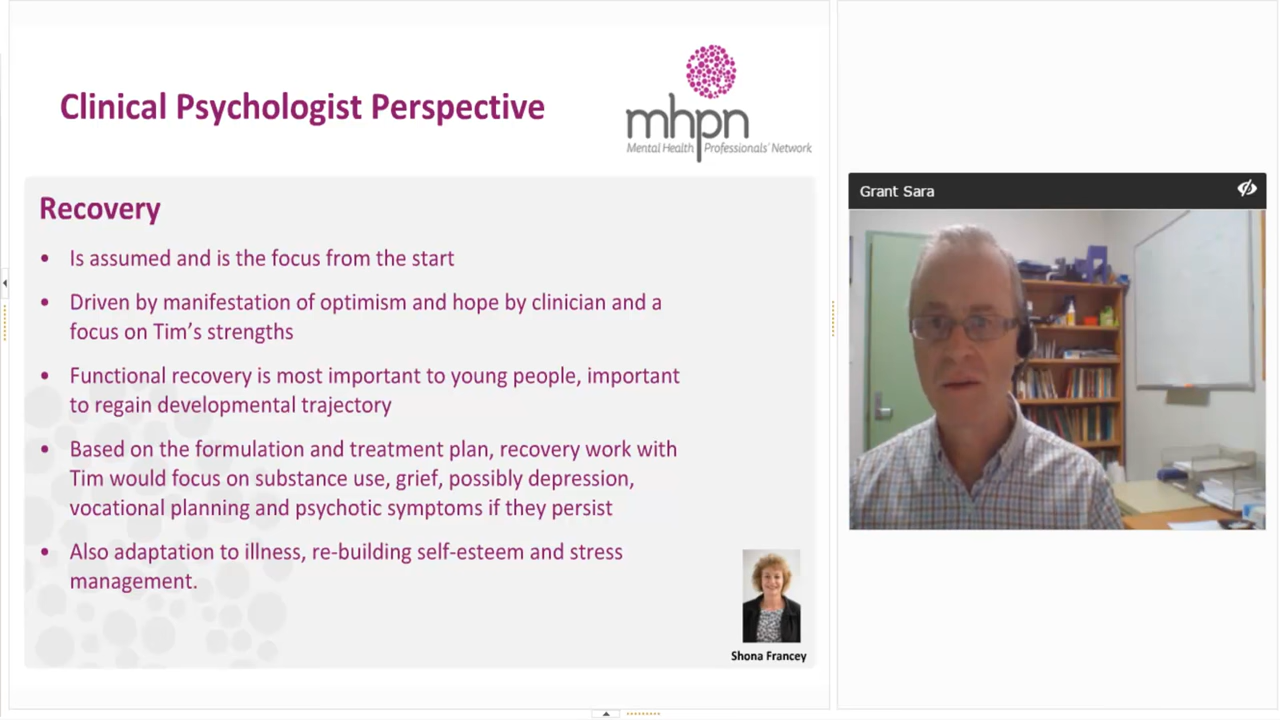 Clinical Psychologist Perspective
mhpn
Mental Health Professionals' Network
Recovery
• Is assumed and is the focus from the start
• Driven by manifestation of optimism and hope by clinician and a
focus on Tim's strengths
• Functional recovery is most important to young people, important
to regain developmental trajectory
• Based on the formulation and treatment plan, recovery work with
Tim would focus on substance use, grief, possibly depression,
vocational planning and psychotic symptoms if they persist
• Also adaptation to illness, re-building self-esteem and stress
management.
Shona Francey
Grant Sara